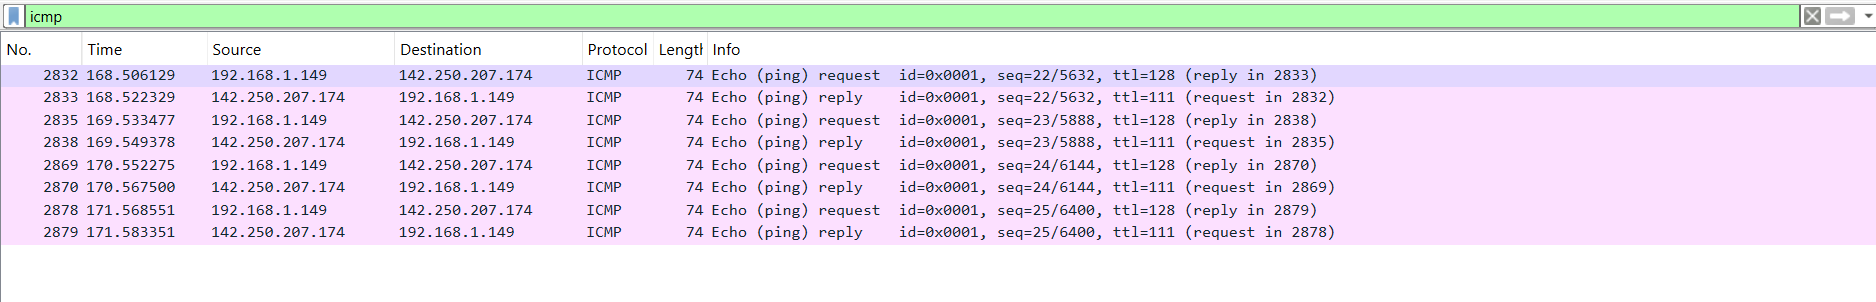 icmp
No. Time Source Destination Protocol Length Info
2832 168.506129 192.168.1.149 142.250.207.174 ICMP 74 Echo (ping) request id=0x0001, seq=22/5632, ttl=128 (reply in 2833)
2833 168.522329 142.250.207.174 192.168.1.149 ICMP 74 Echo (ping) reply id=0x0001, seq=22/5632, ttl=111 (request in 2832)
2835 169.533477 192.168.1.149 142.250.207.174 ICMP 74 Echo (ping) request id=0x0001, seq=23/5888, ttl=128 (reply in 2838)
2838 169.549378 142.250.207.174 192.168.1.149 ICMP 74 Echo (ping) reply id=0x0001, seq=23/5888, ttl=111 (request in 2835)
2869 170.552275 192.168.1.149 142.250.207.174 ICMP 74 Echo (ping) request id=0x0001, seq=24/6144, ttl=128 (reply in 2870)
2870 170.567500 142.250.207.174 192.168.1.149 ICMP 74 Echo (ping) reply id=0x0001, seq=24/6144, ttl=111 (request in 2869)
2878 171.568551 192.168.1.149 142.250.207.174 ICMP 74 Echo (ping) request id=0x0001, seq=25/6400, ttl=128 (reply in 2879)
2879 171.583351 142.250.207.174 192.168.1.149 ICMP 74 Echo (ping) reply id=0x0001, seq=25/6400, ttl=111 (request in 2878)